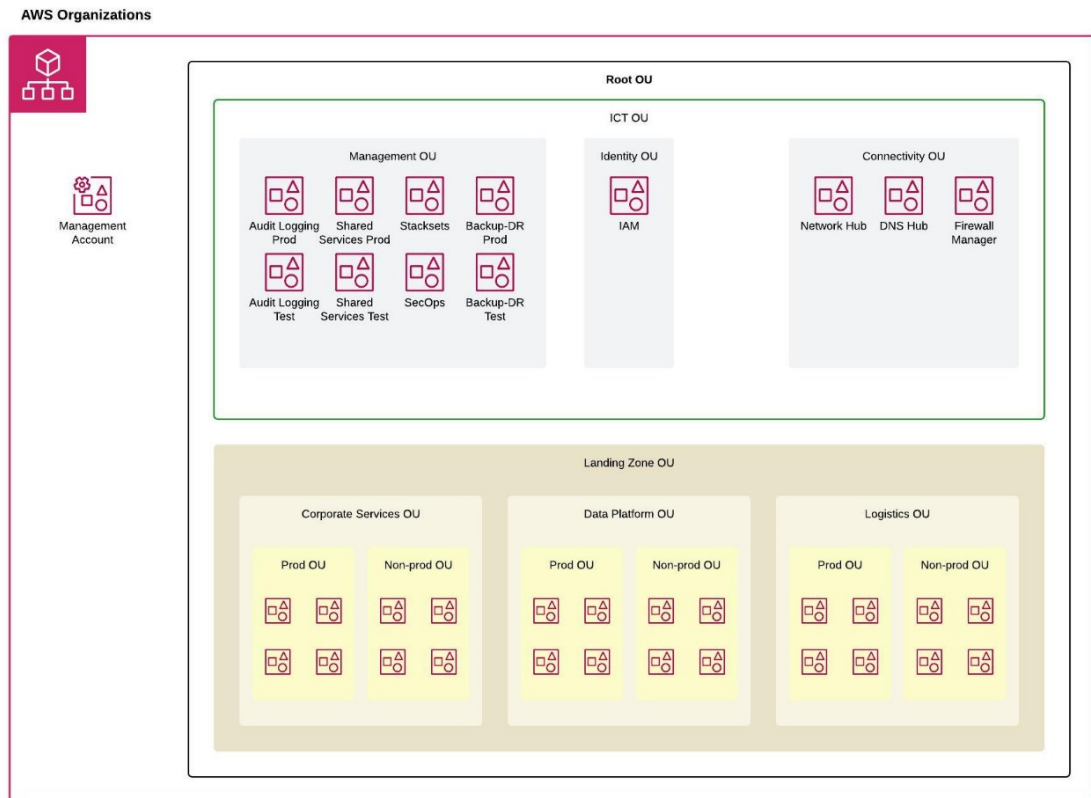 AWS Organizations
Root OU
ICT OU
Management OU
Identity OU
Connectivity OU
Management
Account
Audit Logging
Prod
Shared
Services Prod
Stacksets
Backup-DR
Prod
IAM
Network Hub
DNS Hub
Firewall
Manager
Audit Logging
Test
Shared
Services Test
SecOps
Backup-DR
Test
Landing Zone OU
Corporate Services OU
Data Platform OU
Logistics OU
Prod OU
Non-prod OU
Prod OU
Non-prod OU
Prod OU
Non-prod OU